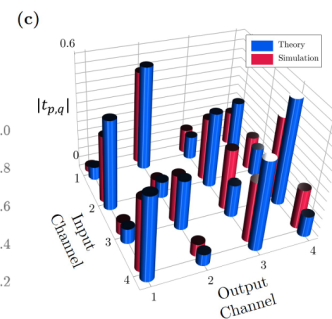 (c)
0.6
Theory
Simulation
|t_{p,q}|
.0
0
1
.8
2
Input
Channel
3
.6
4
.4
1
2
3
4
.2
Output
Channel